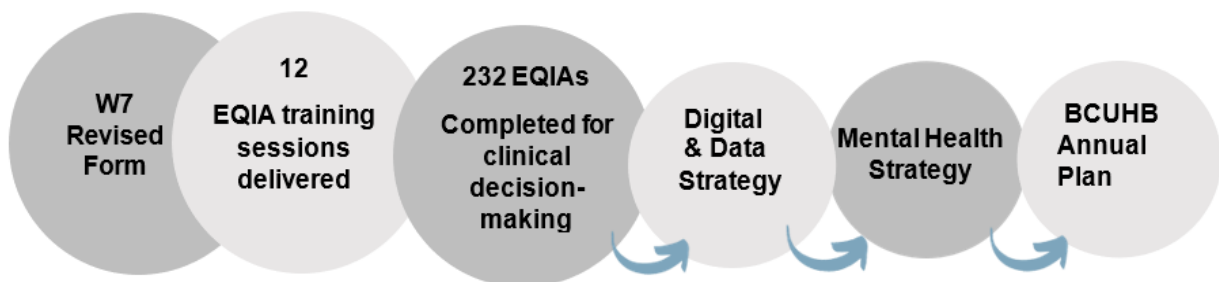 W7
Revised
Form
12
EQIA training
sessions
delivered
232 EQIAs
Completed for
clinical
decision-
making
Digital
& Data
Strategy
Mental Health
Strategy
BCUHB
Annual
Plan